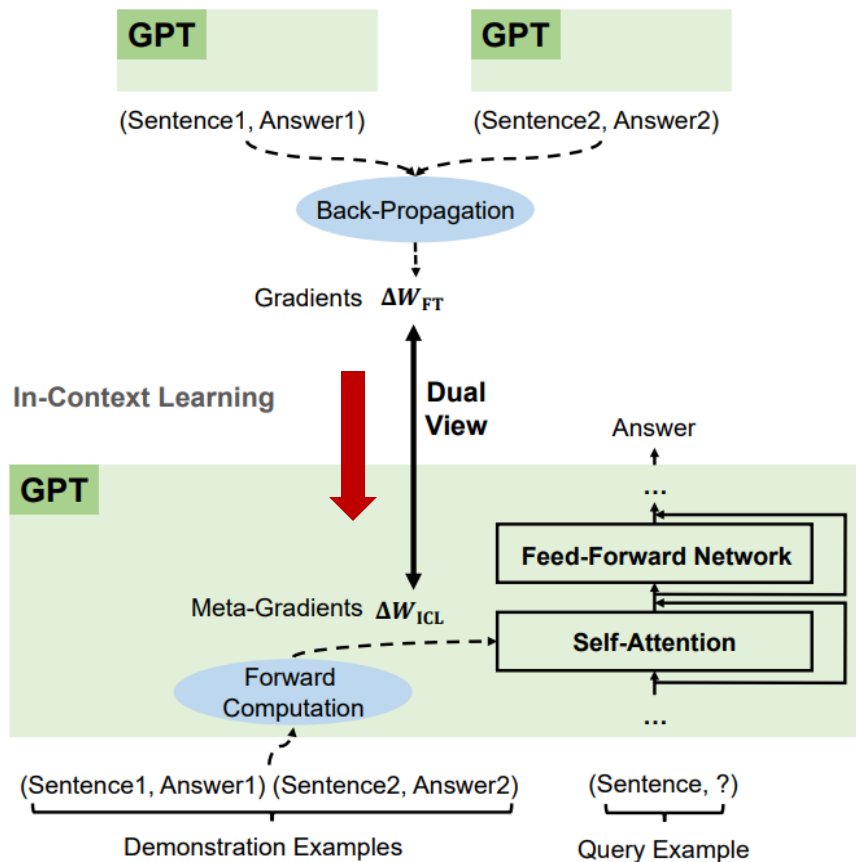 GPT
GPT
(Sentence1, Answer1)
(Sentence2, Answer2)
Back-Propagation
Gradients ΔW_FT
In-Context Learning
Dual
View
Answer
...
GPT
Feed-Forward Network
Meta-Gradients ΔW_ICL
Self-Attention
Forward
Computation
...
(Sentence1, Answer1) (Sentence2, Answer2)
(Sentence, ?)
Demonstration Examples
Query Example